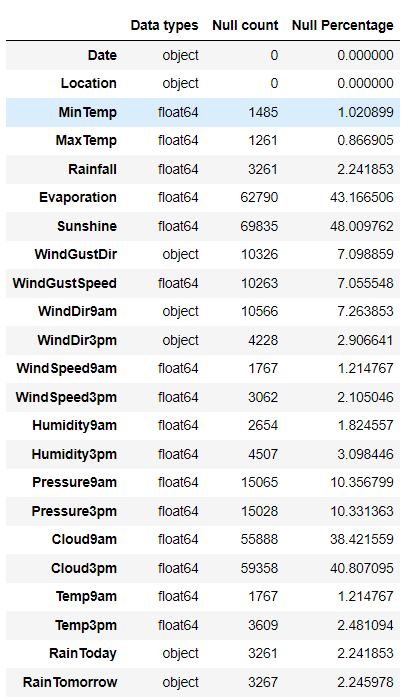 Data types Null count Null Percentage
Date object 0 0.000000
Location object 0 0.000000
MinTemp float64 1485 1.020899
MaxTemp float64 1261 0.866905
Rainfall float64 3261 2.241853
Evaporation float64 62790 43.166506
Sunshine float64 69835 48.009762
WindGustDir object 10326 7.098859
WindGustSpeed float64 10263 7.055548
WindDir9am object 10566 7.263853
WindDir3pm object 4228 2.906641
WindSpeed9am float64 1767 1.214767
WindSpeed3pm float64 3062 2.105046
Humidity9am float64 2654 1.824557
Humidity3pm float64 4507 3.098446
Pressure9am float64 15065 10.356799
Pressure3pm float64 15028 10.331363
Cloud9am float64 55888 38.421559
Cloud3pm float64 59358 40.807095
Temp9am float64 1767 1.214767
Temp3pm float64 3609 2.481094
RainToday object 3261 2.241853
RainTomorrow object 3267 2.245978